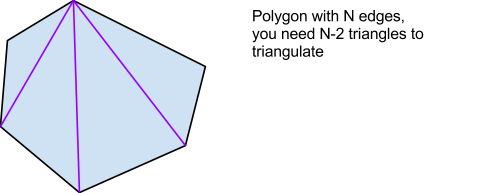 Polygon with N edges,
you need N-2 triangles to
triangulate